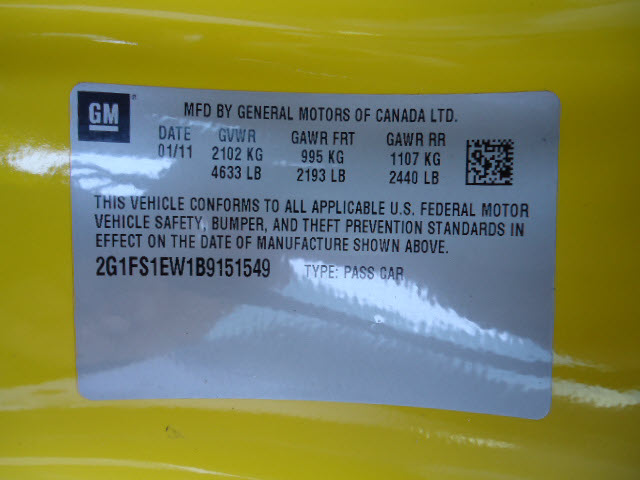 GM
MFD BY GENERAL MOTORS OF CANADA LTD.
DATE GVWR GAWR FRT GAWR RR
01/11 2102 KG 995 KG 1107 KG
4633 LB 2193 LB 2440 LB
THIS VEHICLE CONFORMS TO ALL APPLICABLE U.S. FEDERAL MOTOR
VEHICLE SAFETY, BUMPER, AND THEFT PREVENTION STANDARDS IN
EFFECT ON THE DATE OF MANUFACTURE SHOWN ABOVE.
2G1FS1EW1B9151549 TYPE: PASS CAR